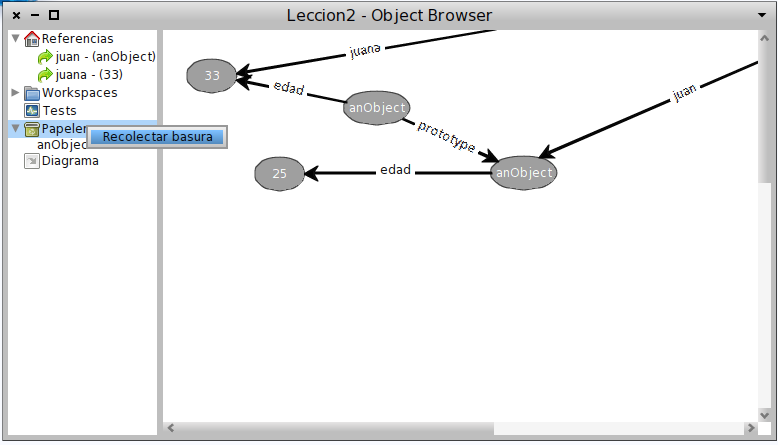 Leccion2 - Object Browser
Referencias
juan - (anObject)
juana - (33)
Workspaces
Tests
Papeler
Recolectar basura
anObjec
Diagrama
juana
33
edad
anObject
juan
prototype
25
edad
anObject